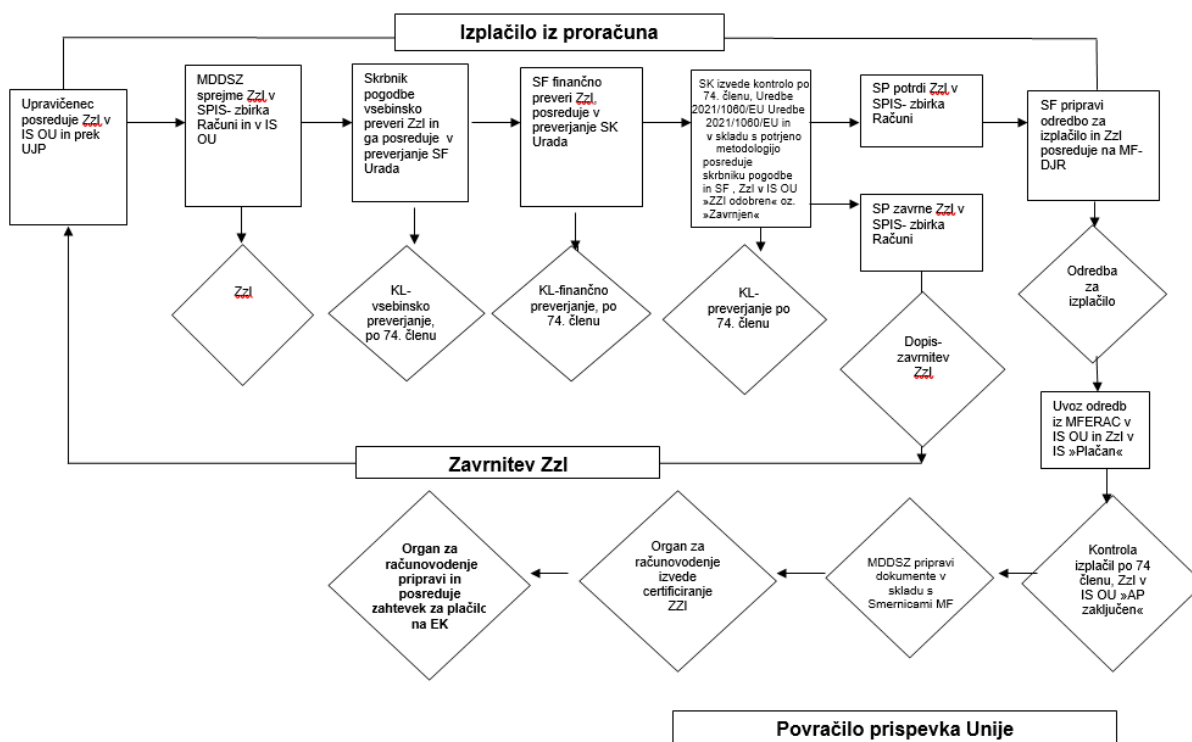 Izplačilo iz proračuna
Upravičenec
posreduje ZzI v
IS OU in prek
UJP
MDDSZ
sprejme ZzI v
SPIS- zbirka
Računi in v IS
OU
Skrbnik
pogodbe
vsebinsko
preveri ZzI in
ga posreduje v
preverjanje SF
Urada
SF finančno
preveri ZzI,
posreduje v
preverjanje SK
Urada
SK izvede kontrolo po
74. členu, Uredbe
2021/1060/EU Uredbe
2021/1060/EU in
v skladu s potrjeno
metodologijo
posreduje
skrbniku pogodbe
in SF , ZzI v IS OU
»ZZI odobren« oz.
»Zavrnjen«
SP potrdi ZzI v
SPIS- zbirka
Računi
SP zavrne ZzI v
SPIS- zbirka
Računi
SF pripravi
odredbo za
izplačilo in ZzI
posreduje na MF-
DJR
ZzI
KL-
vsebinsko
preverjanje,
po 74. členu
KL-finančno
preverjanje, po
74. členu
KL-
preverjanje po
74. členu
Dopis-
zavrnitev
ZzI
Odredba
za
izplačilo
Uvoz odredb
iz MFERAC v
IS OU in ZzI v
IS »Plačan«
Zavrnitev ZzI
Kontrola
izplačil po 74
členu, ZzI v
IS OU »AP
zaključen«
MDDSZ pripravi
dokumente v
skladu s
Smernicami MF
Organ za
računovodenje
izvede
certificiranje
ZZI
Organ za
računovodenje
pripravi in
posreduje
zahtevek za plačilo
na EK
Povračilo prispevka Unije